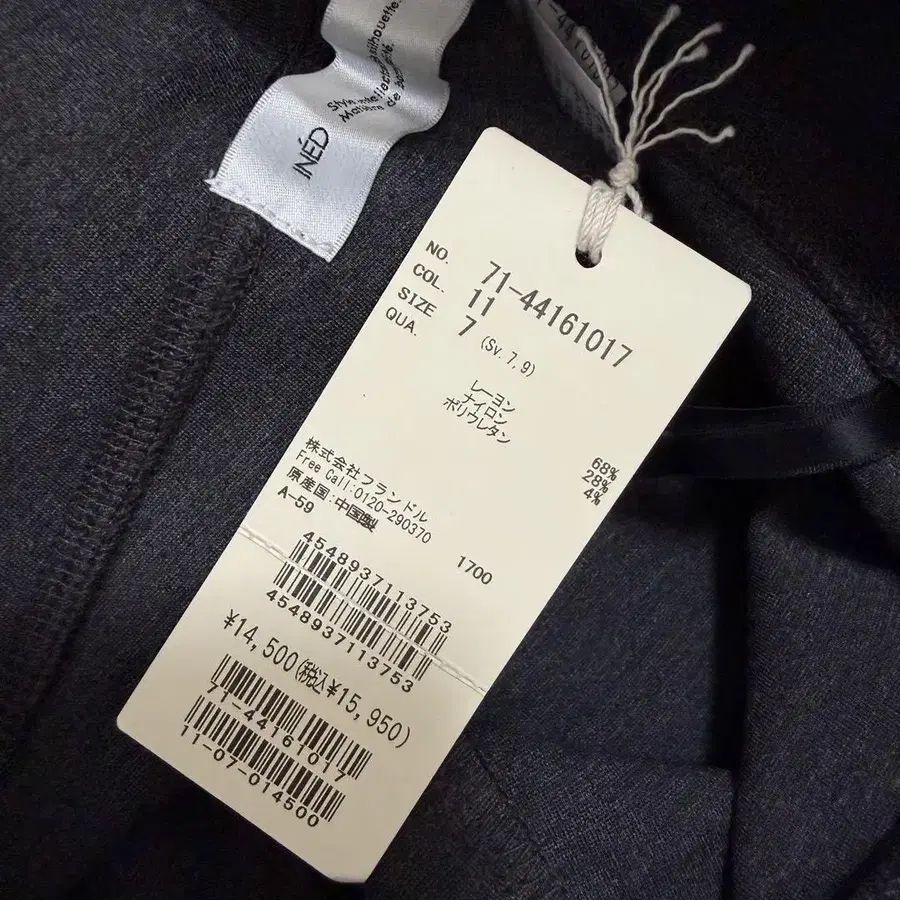 INÉD
NO. 71-44161017
COL. 11
SIZE 7 (Sv. 7,9)
QUA.
レーヨン 68%
ナイロン 28%
ポリウレタン 4%
株式会社フランドル
Free Call:0120-290370
原産国:中国製
A-59 1700
4548937113753
4548937113753
¥14,500(税込¥15,950)
71-44161017
11-07-014500